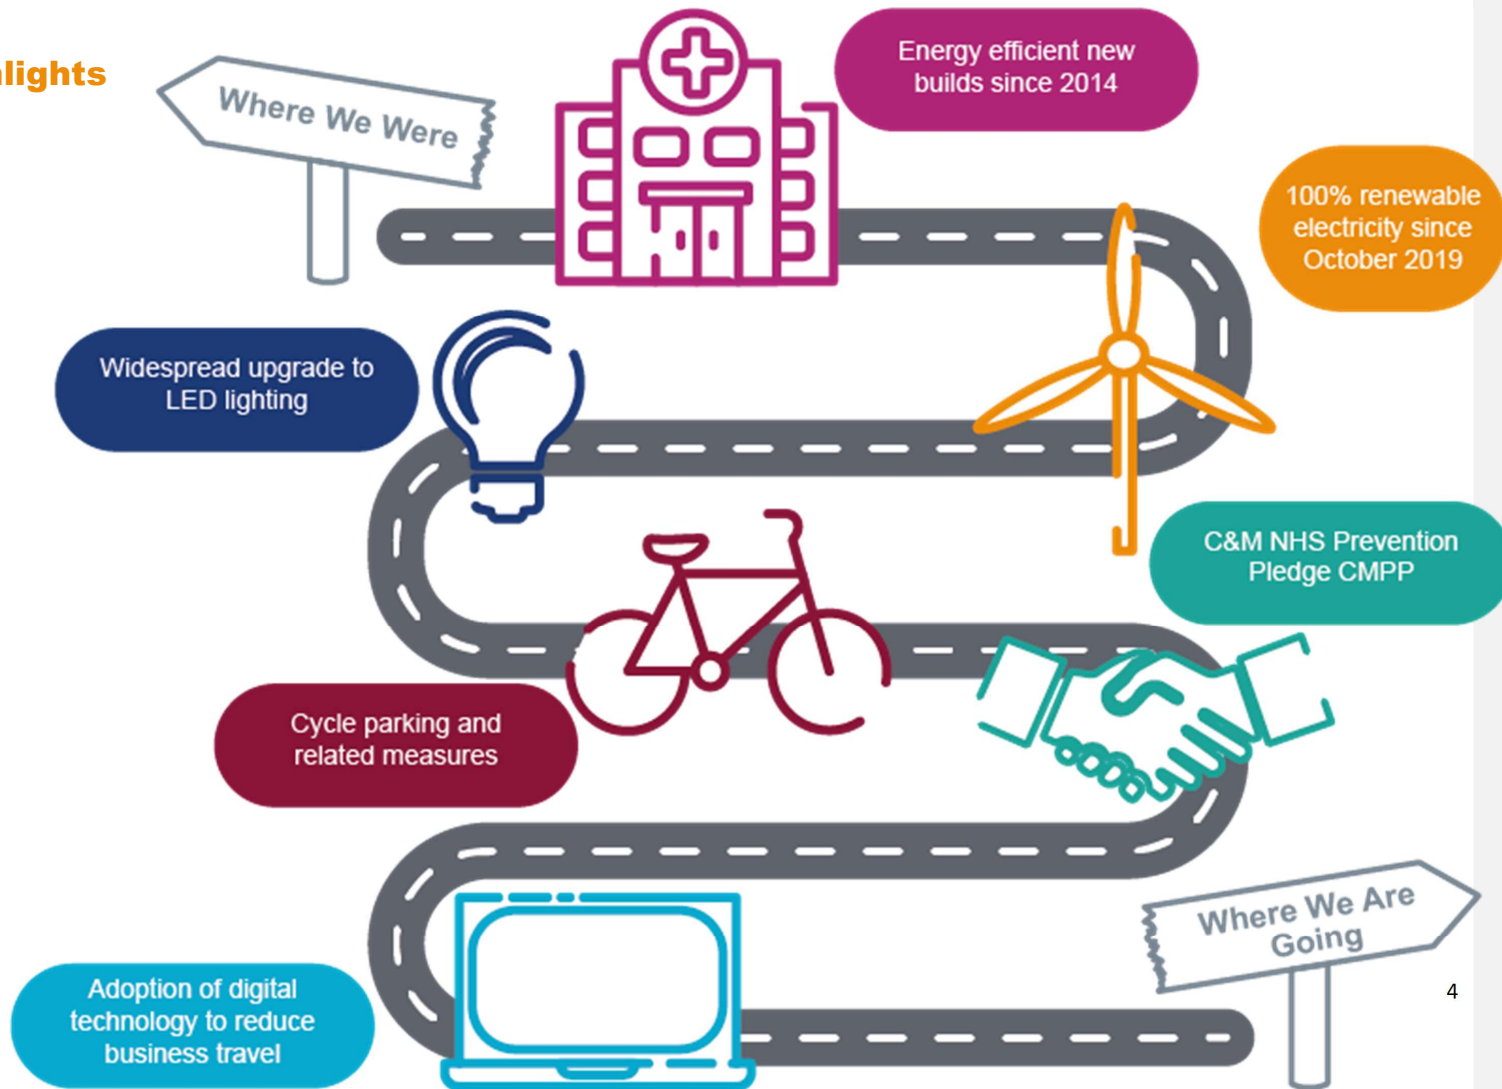 lights
Where We Were
Energy efficient new
builds since 2014
100% renewable
electricity since
October 2019
Widespread upgrade to
LED lighting
C&M NHS Prevention
Pledge CMPP
Cycle parking and
related measures
Where We Are
Going
4
Adoption of digital
technology to reduce
business travel